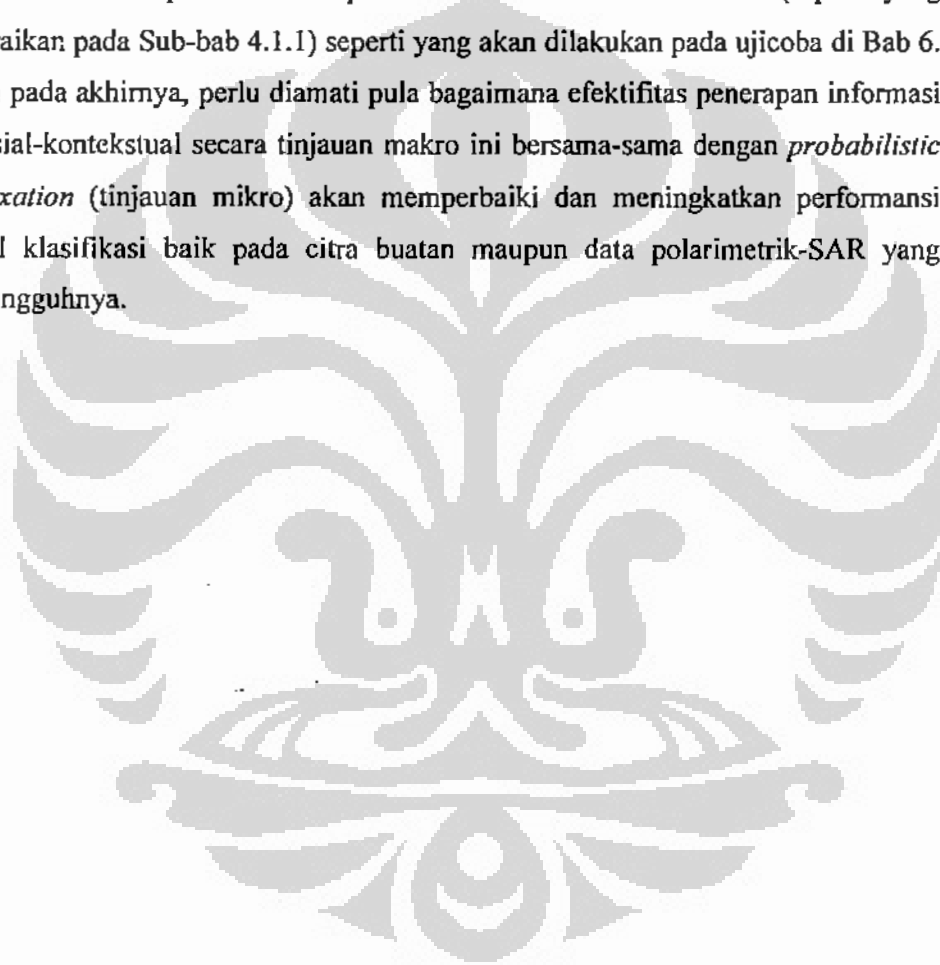 aikan pada Sub-bab 4.1.1) seperti yang akan dilakukan pada ujicoba di Bab 6.
pada akhirnya, perlu diamati pula bagaimana efektifitas penerapan informasi
sial-kontekstual secara tinjauan makro ini bersama-sama dengan probabilistic
xation (tinjauan mikro) akan memperbaiki dan meningkatkan performansi
l klasifikasi baik pada citra buatan maupun data polarimetrik-SAR yang
ngguhnya.